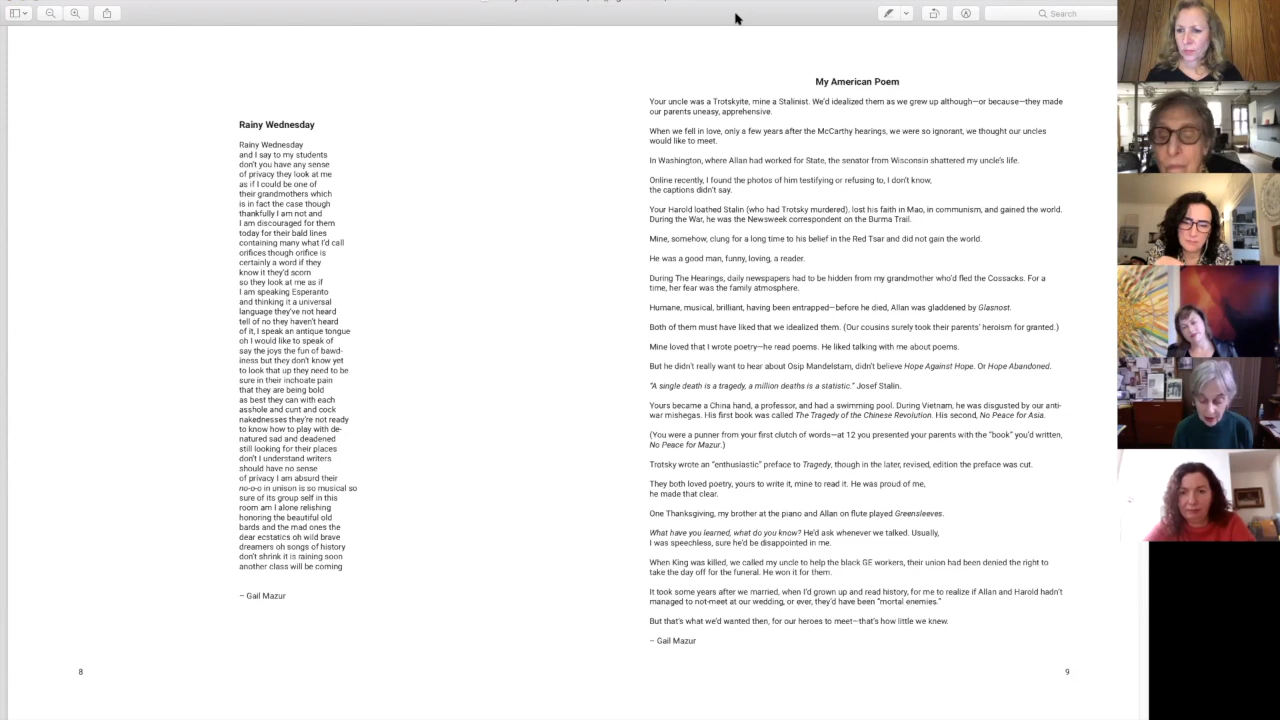 Search
Rainy Wednesday
Rainy Wednesday
and I say to my students
don't you have any sense
of privacy they look at me
as if I could be one of
their grandmothers which
is in fact the case though
thankfully I am not and
I am discouraged for them
today for their bald lines
containing many what I'd call
orifices though orifice is
certainly a word if they
know it they'd scorn
so they look at me as if
I am speaking Esperanto
and thinking it a universal
language they've not heard
tell of no they haven't heard
of it, I speak an antique tongue
oh I would like to speak of
say the joys the fun of bawd-
iness but they don't know yet
to look that up they need to be
sure in their inchoate pain
that they are being bold
as best they can with each
asshole and cunt and cock
nakednesses they're not ready
to know how to play with de-
natured sad and deadened
still looking for their places
don't I understand writers
should have no sense
of privacy I am absurd their
no-o-o in unison is so musical so
sure of its group self in this
room am I alone relishing
honoring the beautiful old
bards and the mad ones the
dear ecstatics oh wild brave
dreamers oh songs of history
don't shrink it is raining soon
another class will be coming
– Gail Mazur
8
My American Poem
Your uncle was a Trotskyite, mine a Stalinist. We'd idealized them as we grew up although—or because—they made
our parents uneasy, apprehensive.
When we fell in love, only a few years after the McCarthy hearings, we were so ignorant, we thought our uncles
would like to meet.
In Washington, where Allan had worked for State, the senator from Wisconsin shattered my uncle's life.
Online recently, I found the photos of him testifying or refusing to, I don't know,
the captions didn't say.
Your Harold loathed Stalin (who had Trotsky murdered), lost his faith in Mao, in communism, and gained the world.
During the War, he was the Newsweek correspondent on the Burma Trail.
Mine, somehow, clung for a long time to his belief in the Red Tsar and did not gain the world.
He was a good man, funny, loving, a reader.
During The Hearings, daily newspapers had to be hidden from my grandmother who'd fled the Cossacks. For a
time, her fear was the family atmosphere.
Humane, musical, brilliant, having been entrapped—before he died, Allan was gladdened by Glasnost.
Both of them must have liked that we idealized them. (Our cousins surely took their parents' heroism for granted.)
Mine loved that I wrote poetry—he read poems. He liked talking with me about poems.
But he didn't really want to hear about Osip Mandelstam, didn't believe Hope Against Hope. Or Hope Abandoned.
"A single death is a tragedy, a million deaths is a statistic." Josef Stalin.
Yours became a China hand, a professor, and had a swimming pool. During Vietnam, he was disgusted by our anti-
war mishegas. His first book was called The Tragedy of the Chinese Revolution. His second, No Peace for Asia.
(You were a punner from your first clutch of words—at 12 you presented your parents with the "book" you'd written,
No Peace for Mazur.)
Trotsky wrote an "enthusiastic" preface to Tragedy, though in the later, revised, edition the preface was cut.
They both loved poetry, yours to write it, mine to read it. He was proud of me,
he made that clear.
One Thanksgiving, my brother at the piano and Allan on flute played Greensleeves.
What have you learned, what do you know? He'd ask whenever we talked. Usually,
I was speechless, sure he'd be disappointed in me.
When King was killed, we called my uncle to help the black GE workers, their union had been denied the right to
take the day off for the funeral. He won it for them.
It took some years after we married, when I'd grown up and read history, for me to realize if Allan and Harold hadn't
managed to not-meet at our wedding, or ever, they'd have been "mortal enemies."
But that's what we'd wanted then, for our heroes to meet—that's how little we knew.
– Gail Mazur
9